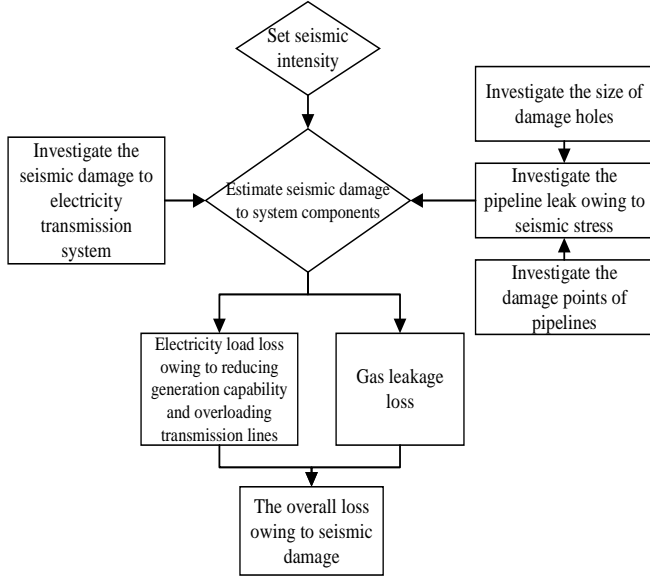 Set seismic
intensity
Investigate the size of
damage holes
Investigate the
seismic damage to
electricity
transmission
system
Estimate seismic damage
to system components
Investigate the
pipeline leak owing to
seismic stress
Investigate the
damage points of
pipelines
Electricity load loss
owing to reducing
generation capability
and overloading
transmission lines
Gas leakage
loss
The overall loss
owing to seismic
damage